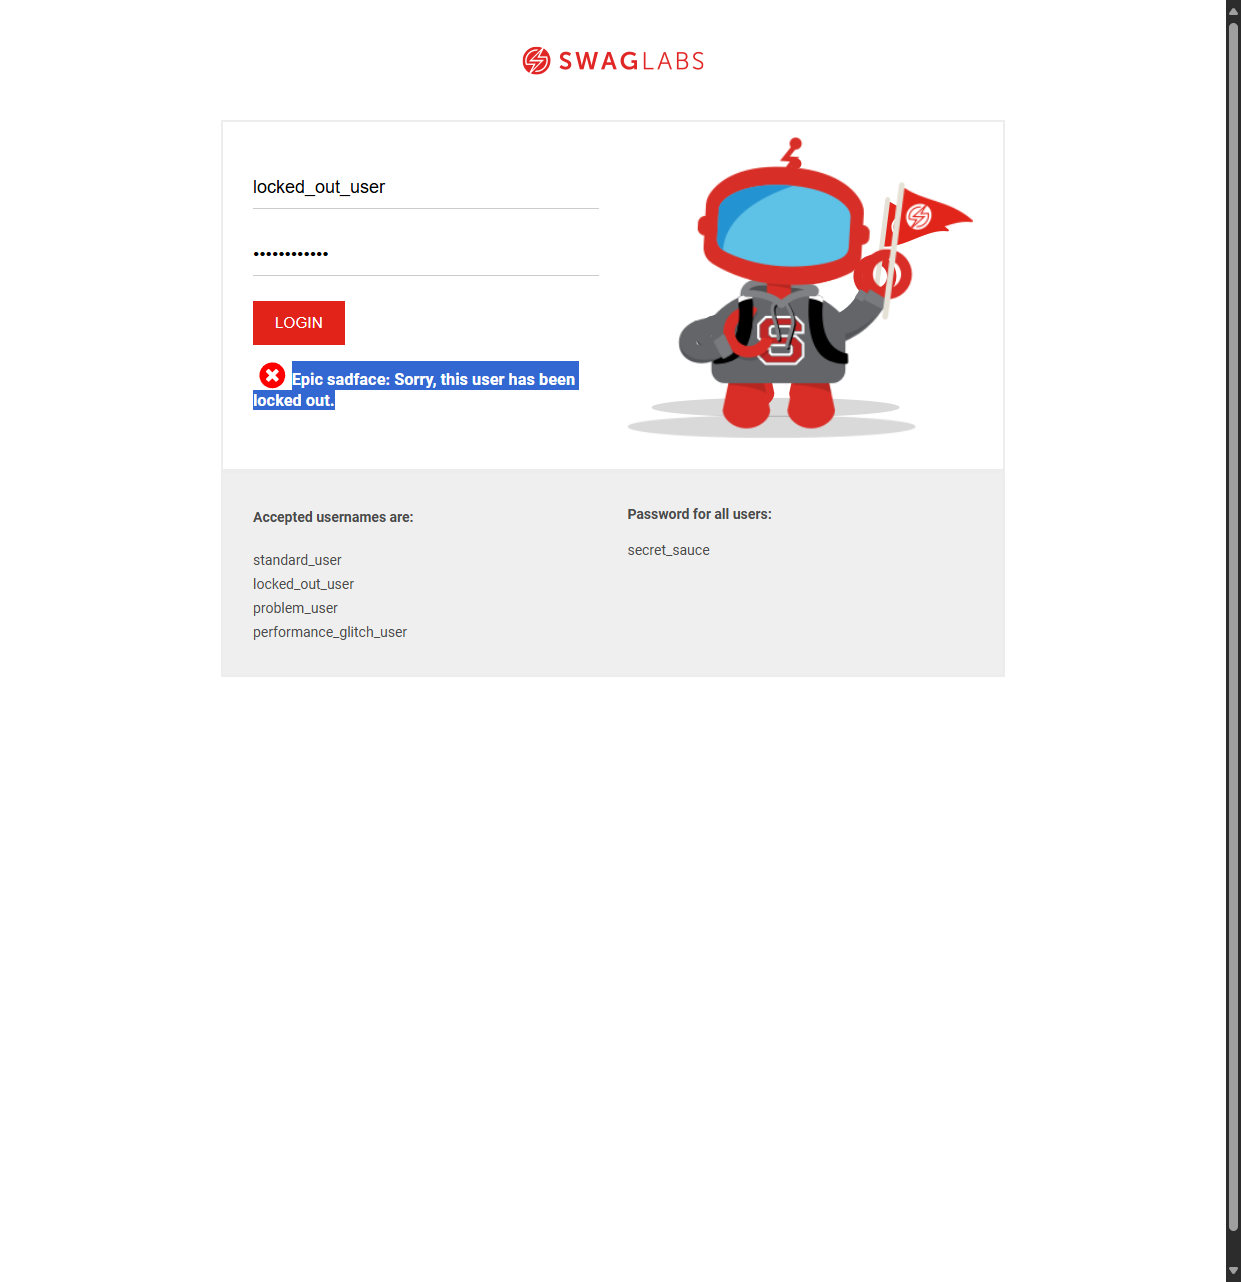 SWAGLABS
locked_out_user
••••••••••••
LOGIN
Epic sadface: Sorry, this user has been
locked out.
S
Accepted usernames are:
standard_user
locked_out_user
problem_user
performance_glitch_user
Password for all users:
secret_sauce